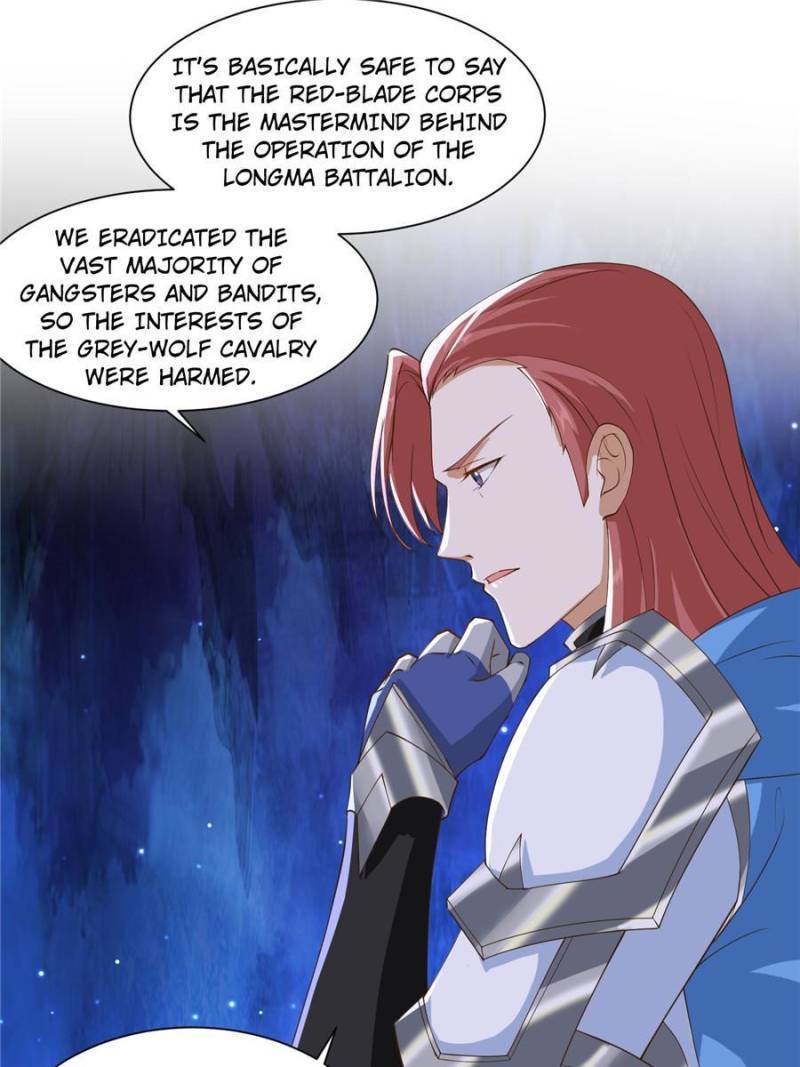 IT'S BASICALLY SAFE TO SAY
THAT THE RED-BLADE CORPS
IS THE MASTERMIND BEHIND
THE OPERATION OF THE
LONGMA BATTALION.
WE ERADICATED THE
VAST MAJORITY OF
GANGSTERS AND BANDITS,
SO THE INTERESTS OF
THE GREY-WOLF CAVALRY
WERE HARMED.